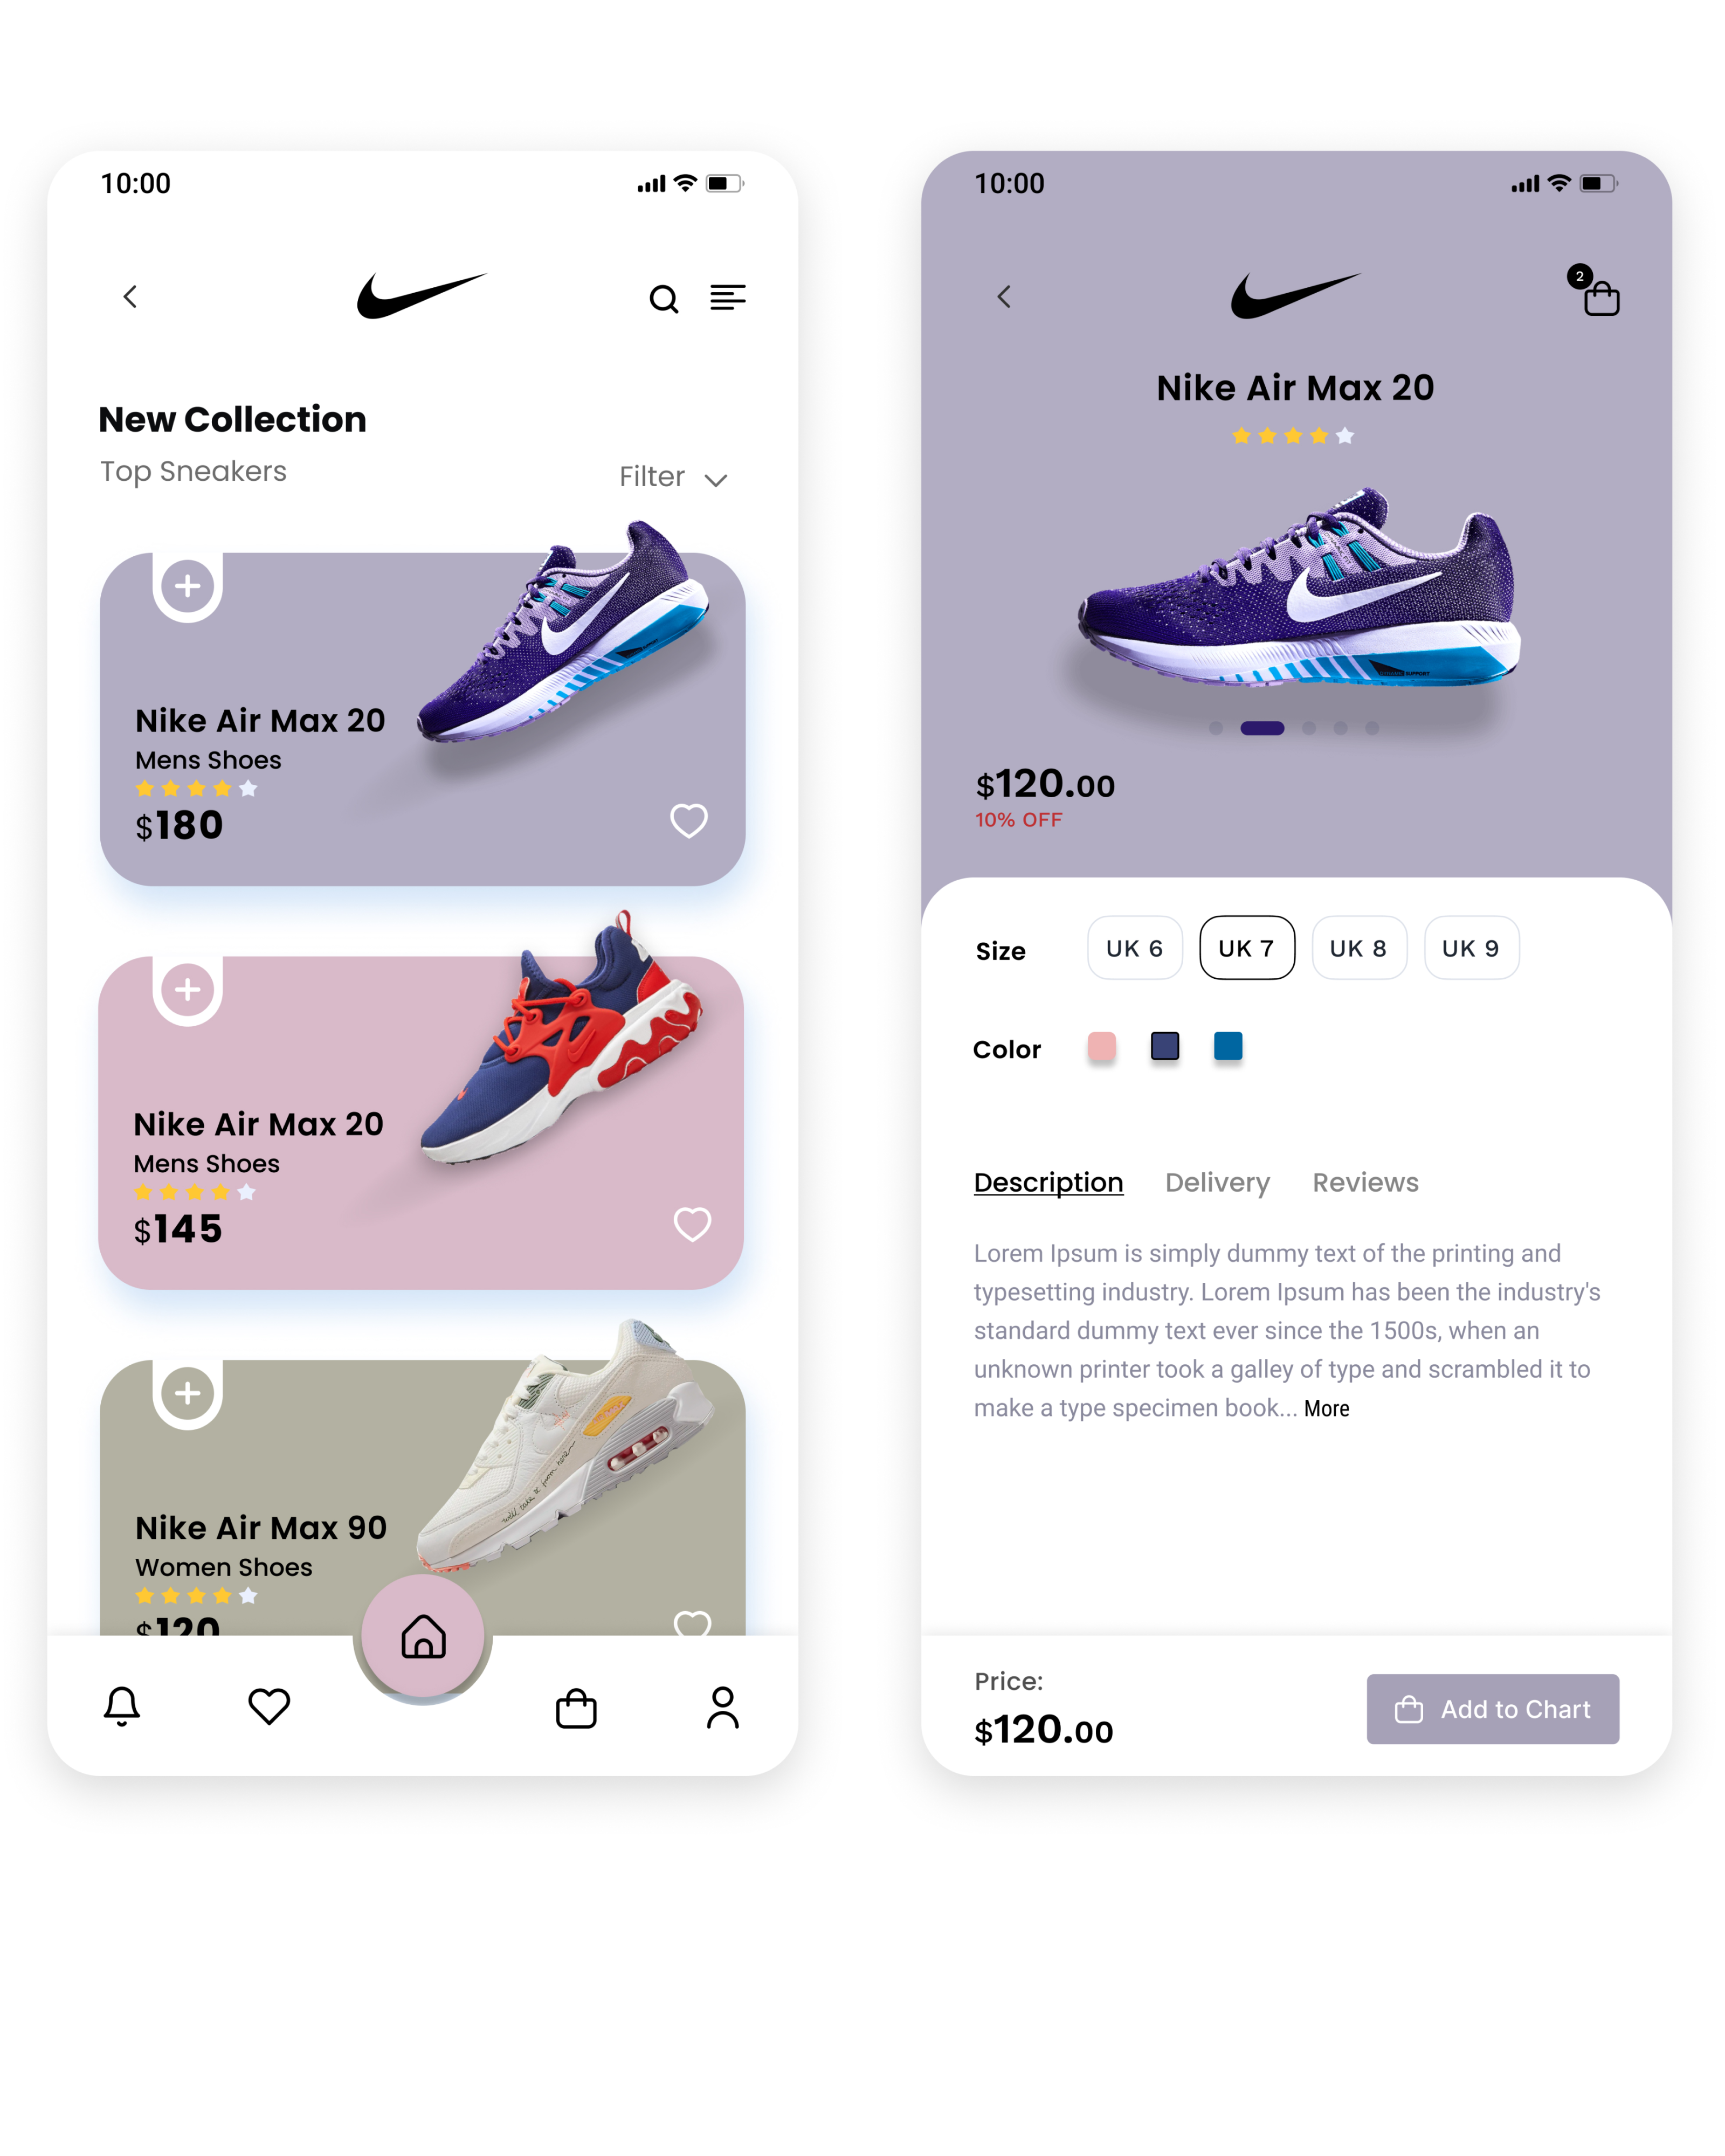 10:00
New Collection
Top Sneakers
Filter
Nike Air Max 20
Mens Shoes
$180
Nike Air Max 20
Mens Shoes
$145
Nike Air Max 90
Women Shoes
$120
10:00
2
Nike Air Max 20
$120.00
10% OFF
Size UK 6 UK 7 UK 8 UK 9
Color
Description Delivery Reviews
Lorem Ipsum is simply dummy text of the printing and
typesetting industry. Lorem Ipsum has been the industry's
standard dummy text ever since the 1500s, when an
unknown printer took a galley of type and scrambled it to
make a type specimen book... More
Price:
$120.00
Add to Chart